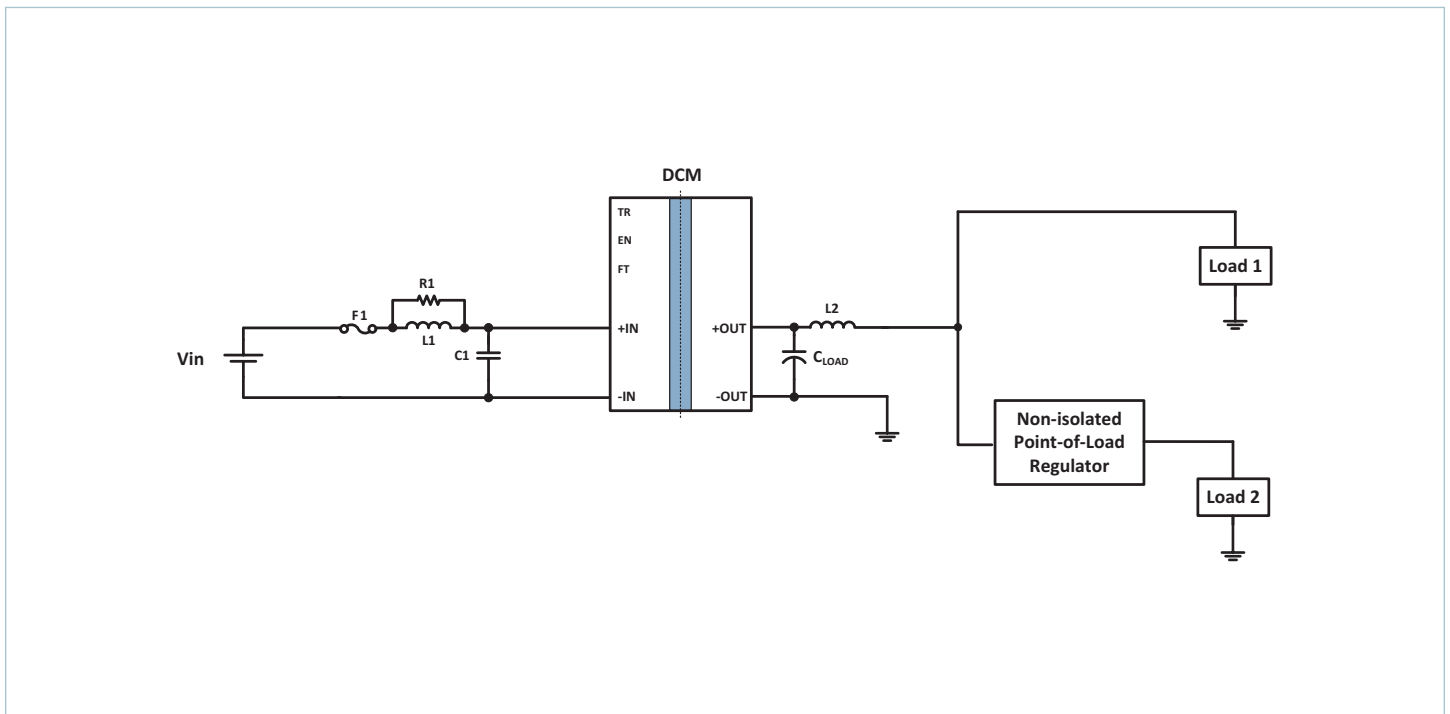 DCM
TR
EN
FT
+IN
-IN
+OUT
-OUT
R1
F1
L1
C1
Vin
L2
CLOAD
Load 1
Non-isolated
Point-of-Load
Regulator
Load 2